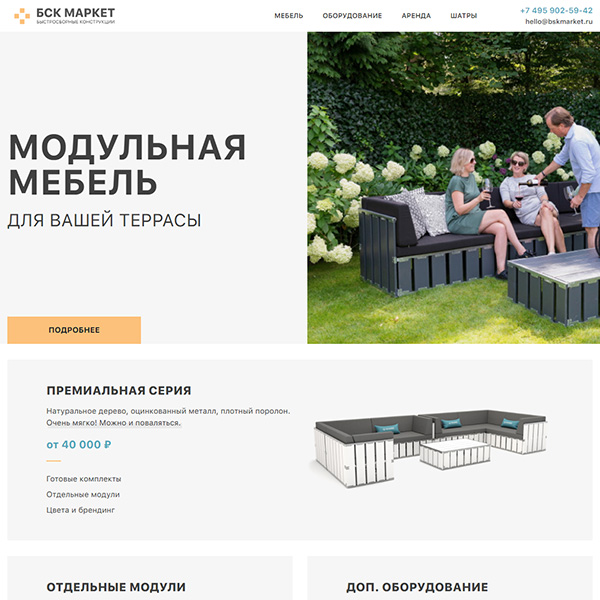 БСК МАРКЕТ
БЫСТРОСБОРНЫЕ КОНСТРУКЦИИ
МЕБЕЛЬ ОБОРУДОВАНИЕ АРЕНДА ШАТРЫ
+7 495 902-59-42
hello@bskmarket.ru
МОДУЛЬНАЯ
МЕБЕЛЬ
ДЛЯ ВАШЕЙ ТЕРРАСЫ
ПОДРОБНЕЕ
ПРЕМИАЛЬНАЯ СЕРИЯ
Натуральное дерево, оцинкованный металл, плотный поролон.
Очень мягко! Можно и поваляться.
от 40 000 ₽
Готовые комплекты
Отдельные модули
Цвета и брендинг
ОТДЕЛЬНЫЕ МОДУЛИ
ДОП. ОБОРУДОВАНИЕ